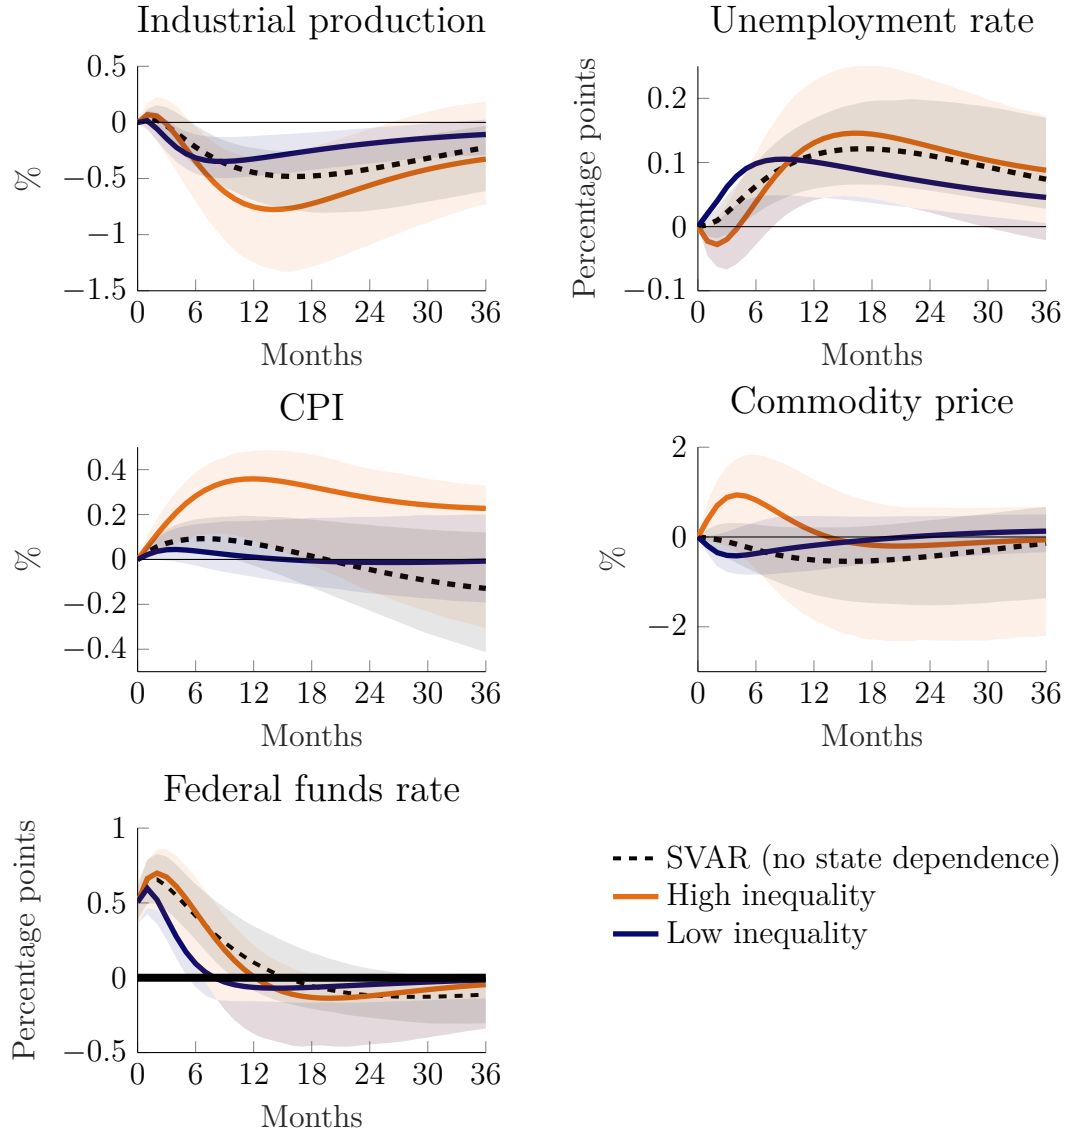 Industrial production
0.5
0
−0.5
−1
−1.5
%
0 6 12 18 24 30 36
Months
Unemployment rate
0.2
0.1
0
−0.1
Percentage points
0 6 12 18 24 30 36
Months
CPI
0.4
0.2
0
−0.2
−0.4
%
0 6 12 18 24 30 36
Months
Commodity price
2
0
−2
%
0 6 12 18 24 30 36
Months
Federal funds rate
1
0.5
0
−0.5
Percentage points
0 6 12 18 24 30 36
Months
SVAR (no state dependence)
High inequality
Low inequality